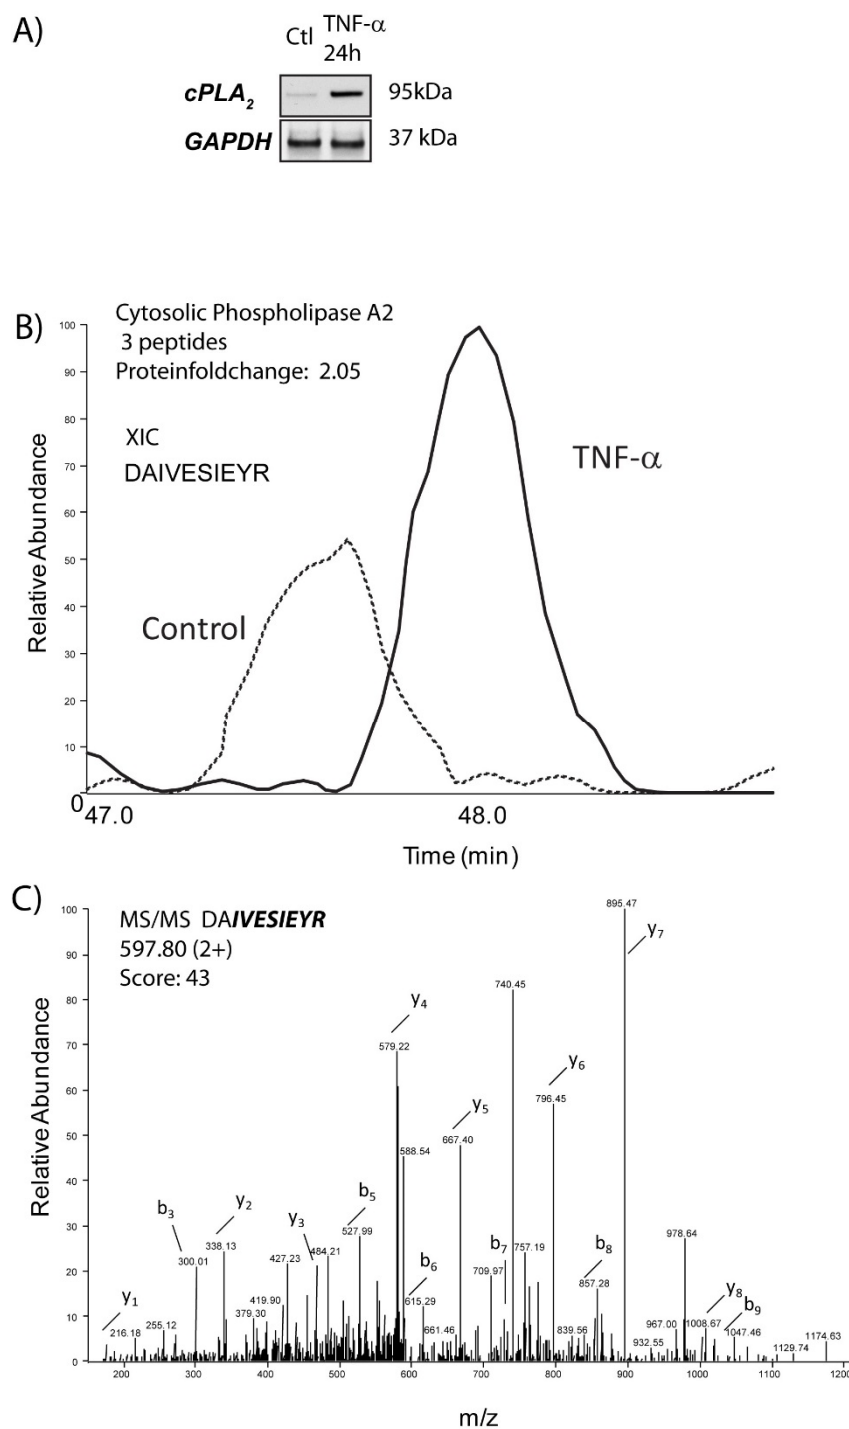 A)
Ctl
TNF-α
24h
cPLA2
95kDa
GAPDH
37 kDa
B)
Cytosolic Phospholipase A2
3 peptides
Proteinfoldchange: 2.05
XIC
DAIVESIEYR
TNF-α
Control
Relative Abundance
100
90
80
70
60
50
40
30
20
10
0
47.0
48.0
Time (min)
C)
MS/MS DAIVESIEYR
597.80 (2+)
Score: 43
Relative Abundance
100
90
80
70
60
50
40
30
20
10
0
895.47
y7
740.45
y4
579.22
y6
796.45
y5
667.40
588.54
b3
300.01
y2
338.13
y3
484.21
b5
527.99
427.23
419.90
379.30
y1
216.18
255.12
b6
615.29
661.46
b7
709.97
757.19
b8
857.28
839.56
978.64
y8
1008.67
b9
967.00
932.55
1047.46
1129.74
1174.63
200
300
400
500
600
700
800
900
1000
1100
1200
m/z